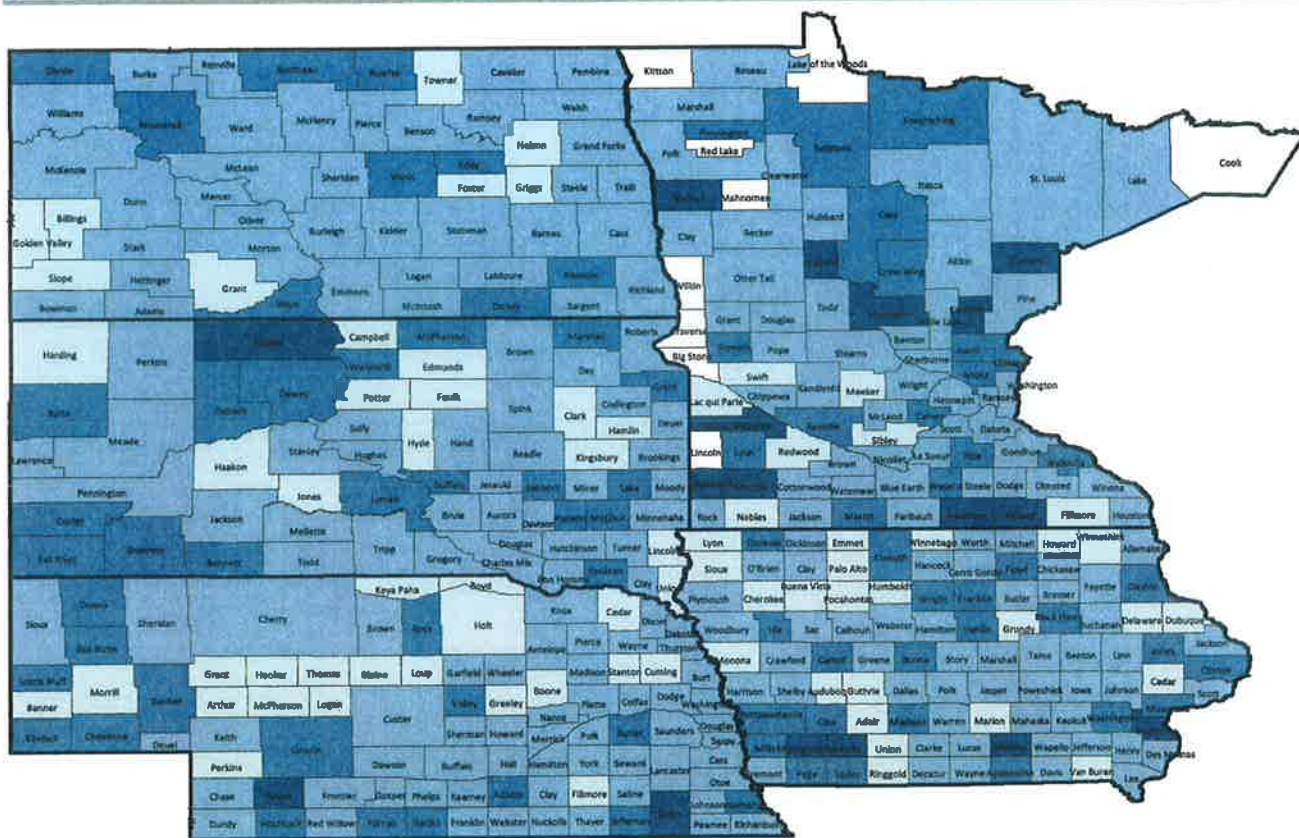 Divide Burke Renville Bottineau Rolette Towner Cavalier Pembina Kittson Roseau Lake of the Woods
Williams Mountrail Ward McHenry Pierce Benson Ramsey Walsh Marshall Koochiching
Nelson Grand Forks Polk Pennington Red Lake Beltrami Cook
McKenzie McLean Sheridan Wells Eddy Foster Griggs Steele Traill Clearwater Itasca St. Louis Lake
Dunn Mercer Oliver Mahnomen Hubbard Cass
Billings Golden Valley Stark Morton Burleigh Kidder Stutsman Barnes Cass Clay Becker
Slope Hettinger Grant Emmons Logan LaMoure Ransom Richland Wilkin Otter Tail Crow Wing Aitkin Carlton
Bowman Adams Sioux McIntosh Dickey Sargent Todd Pine
Harding Perkins Campbell McPherson Brown Marshall Roberts Traverse Grant Douglas Benton
Walworth Edmunds Day Big Stone Stevens Pope Stearns Sherburne
Butte Dewey Potter Faulk Grant Swift Kandiyohi Meeker Wright Anoka Washington
Ziebach Clark Codington Lac qui Parle Chippewa Hennepin Ramsey
Meade Sully Hyde Hand Spink Hamlin Deuel McLeod Carver Scott Dakota
Lawrence Haakon Stanley Hughes Beadle Kingsbury Brookings Lincoln Lyon Redwood Renville Sibley Nicollet Le Sueur Rice Goodhue
Pennington Jones Lyman Buffalo Jerauld Sanborn Miner Lake Moody Brown Wabasha
Custer Jackson Mellette Brule Aurora Davison Minnehaha Cottonwood Watonwan Blue Earth Waseca Steele Dodge Olmsted Winona
Fall River Shannon Bennett Todd Tripp Gregory Douglas Charles Mix Hutchinson Turner Lincoln Rock Nobles Jackson Martin Faribault Fillmore Houston
Bon Homme Clay Lyon Dickinson Emmet Winnebago Worth Mitchell Howard Winneshiek Allamakee
Keya Paha Boyd Sioux O'Brien Clay Palo Alto Hancock Cerro Gordo Floyd Chickasaw
Sioux Dawes Sheridan Cherry Brown Rock Holt Knox Cedar Dixon Plymouth Cherokee Buena Vista Pocahontas Humboldt Wright Franklin Butler Bremer Fayette Clayton
Box Butte Antelope Pierce Wayne Dakota Thurston Woodbury Ida Sac Calhoun Webster Hamilton Hardin Grundy Black Hawk Buchanan Delaware Dubuque
Scotts Bluff Grant Hooker Thomas Blaine Loup Garfield Wheeler Madison Stanton Cuming Burt Monona Crawford Carroll Greene Boone Story Marshall Tama Benton Linn Jones Jackson
Banner Morrill Garden Arthur McPherson Logan Custer Valley Greeley Boone Platte Colfax Dodge Washington Harrison Shelby Audubon Guthrie Dallas Polk Jasper Poweshiek Iowa Johnson Cedar Clinton Scott
Kimball Cheyenne Deuel Keith Lincoln Sherman Howard Nance Merrick Polk Butler Saunders Douglas Sarpy Cass Adair Madison Warren Marion Mahaska Keokuk Washington
Perkins Dawson Buffalo Hall Hamilton York Seward Lancaster Cass Otoe Mills Union Clarke Lucas Wapello Jefferson Henry Des Moines
Chase Hayes Frontier Gosper Phelps Kearney Adams Clay Fillmore Saline Johnson Fremont Page Taylor Ringgold Decatur Wayne Appanoose Davis Van Buren Lee
Dundy Hitchcock Red Willow Furnas Harlan Franklin Webster Nuckolls Thayer Jefferson Gage Pawnee Richardson